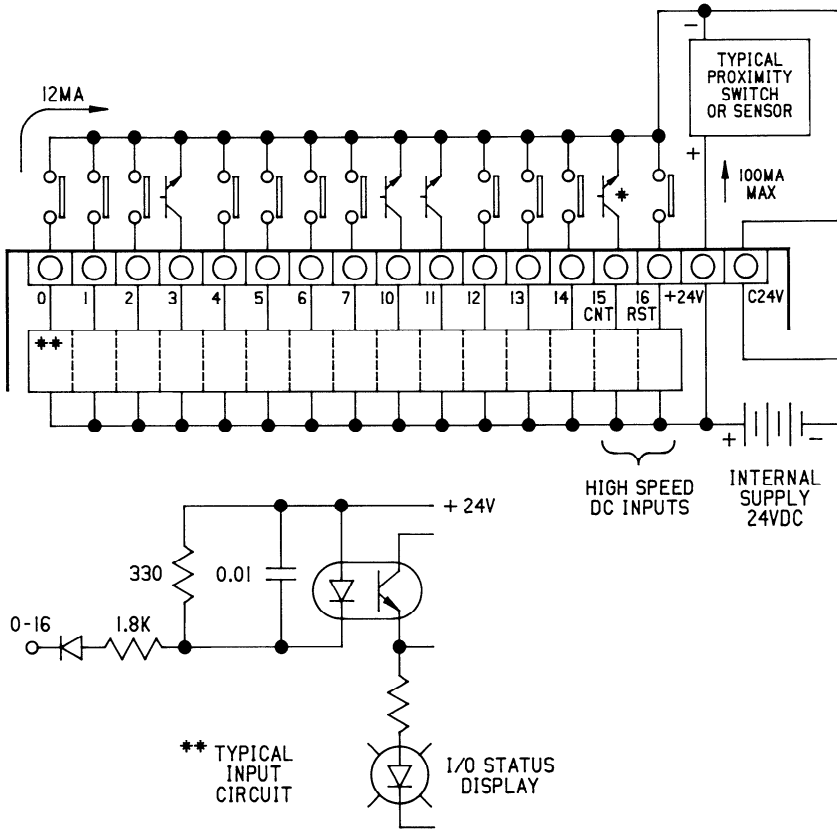 −
TYPICAL
PROXIMITY
SWITCH
OR SENSOR
12MA
+
100MA
MAX
*
0 1 2 3 4 5 6 7 10 11 12 13 14 15 16 +24V C24V
CNT RST
**
+ −
HIGH SPEED
DC INPUTS
INTERNAL
SUPPLY
24VDC
+24V
330
0.01
0-16
1.8K
** TYPICAL
INPUT
CIRCUIT
I/O STATUS
DISPLAY